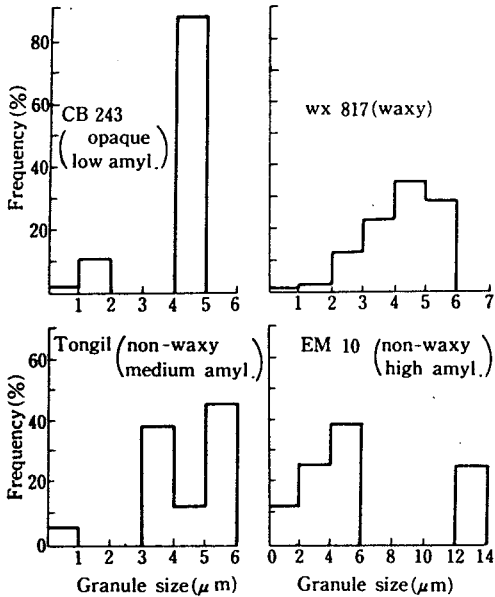 Frequency(%)
80
60
40
20
CB 243
(opaque
low amyl.)
1 2 3 4 5 6
wx 817(waxy)
1 2 3 4 5 6 7
Frequency(%)
60
40
20
0
Tongil (non-waxy
medium amyl.)
1 2 3 4 5 6
Granule size(μm)
EM 10 (non-waxy
high amyl.)
0 2 4 6 8 10 12 14
Granule size(μm)